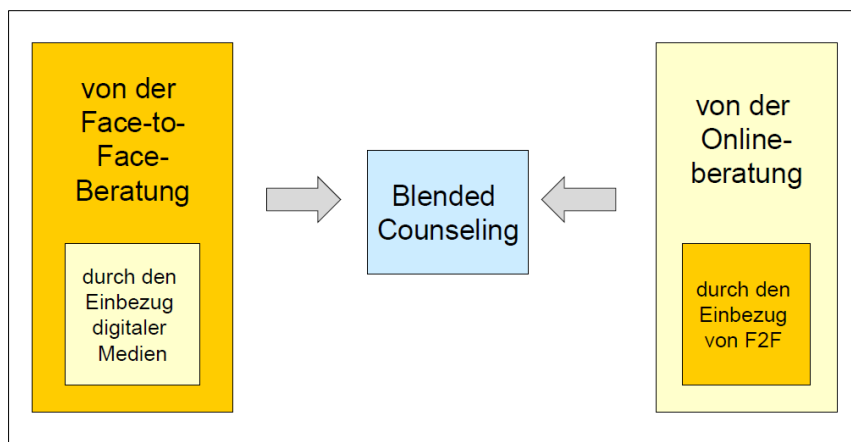 von der
Face-to-
Face-
Beratung
durch den
Einbezug
digitaler
Medien
Blended
Counseling
von der
Online-
beratung
durch den
Einbezug
von F2F